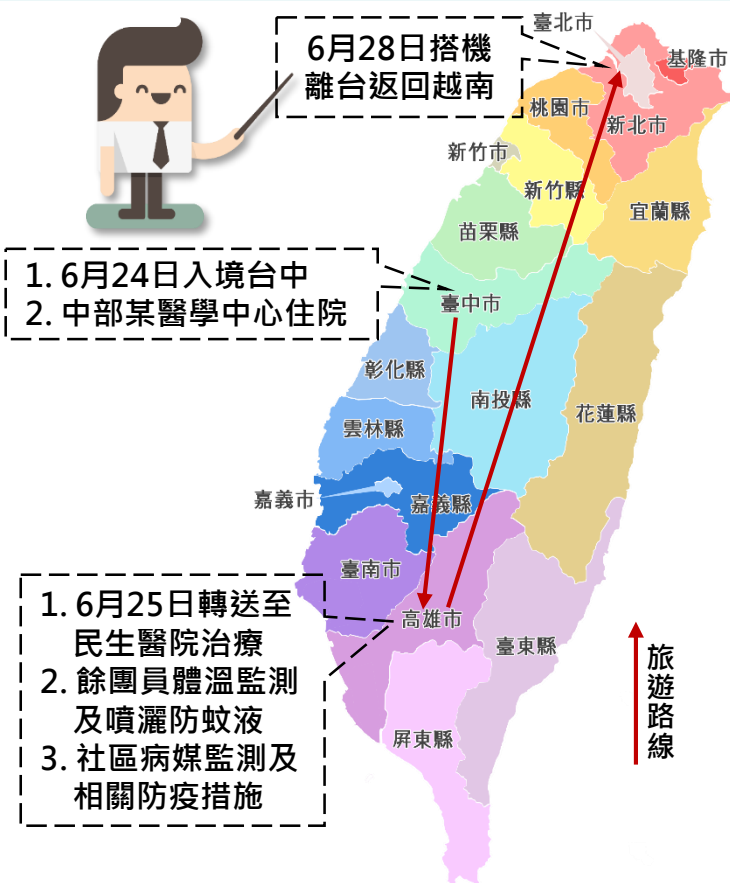 6月28日搭機
離台返回越南
臺北市
基隆市
桃園市
新北市
新竹市
新竹縣
宜蘭縣
苗栗縣
1. 6月24日入境台中
2. 中部某醫學中心住院
臺中市
彰化縣
南投縣
花蓮縣
雲林縣
嘉義市
嘉義縣
臺南市
1. 6月25日轉送至
民生醫院治療
2. 餘團員體溫監測
及噴灑防蚊液
3. 社區病媒監測及
相關防疫措施
高雄市
臺東縣
屏東縣
旅遊路線